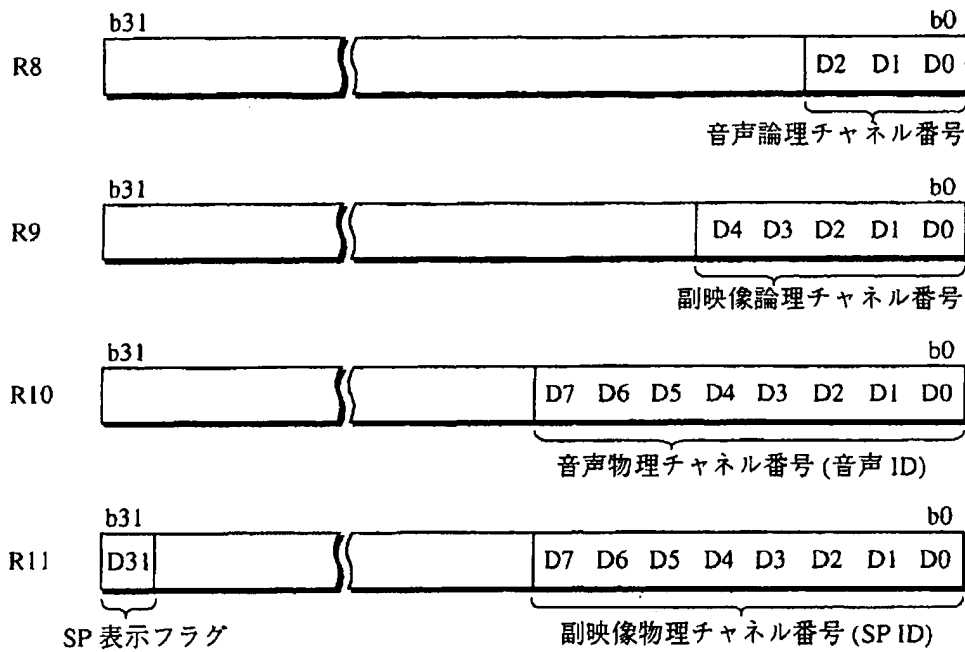 b31 b0
R8 D2 D1 D0
音声論理チャネル番号
b31 b0
R9 D4 D3 D2 D1 D0
副映像論理チャネル番号
b31 b0
R10 D7 D6 D5 D4 D3 D2 D1 D0
音声物理チャネル番号 (音声 ID)
b31 b0
R11 D31 D7 D6 D5 D4 D3 D2 D1 D0
SP 表示フラグ 副映像物理チャネル番号 (SP ID)